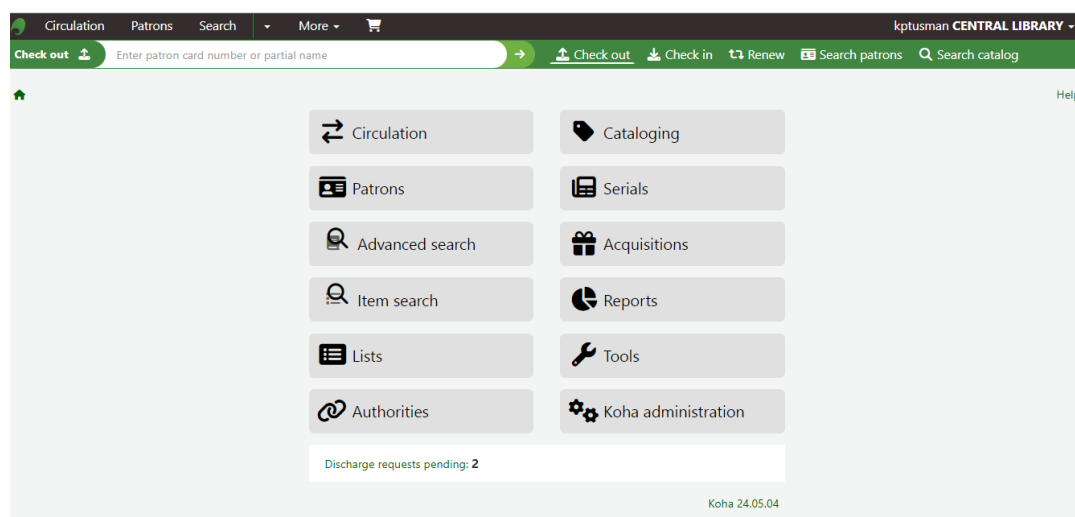 Circulation Patrons Search More kptusman CENTRAL LIBRARY
Check out Enter patron card number or partial name Check out Check in Renew Search patrons Search catalog
Hel
Circulation Cataloging
Patrons Serials
Advanced search Acquisitions
Item search Reports
Lists Tools
Authorities Koha administration
Discharge requests pending: 2
Koha 24.05.04